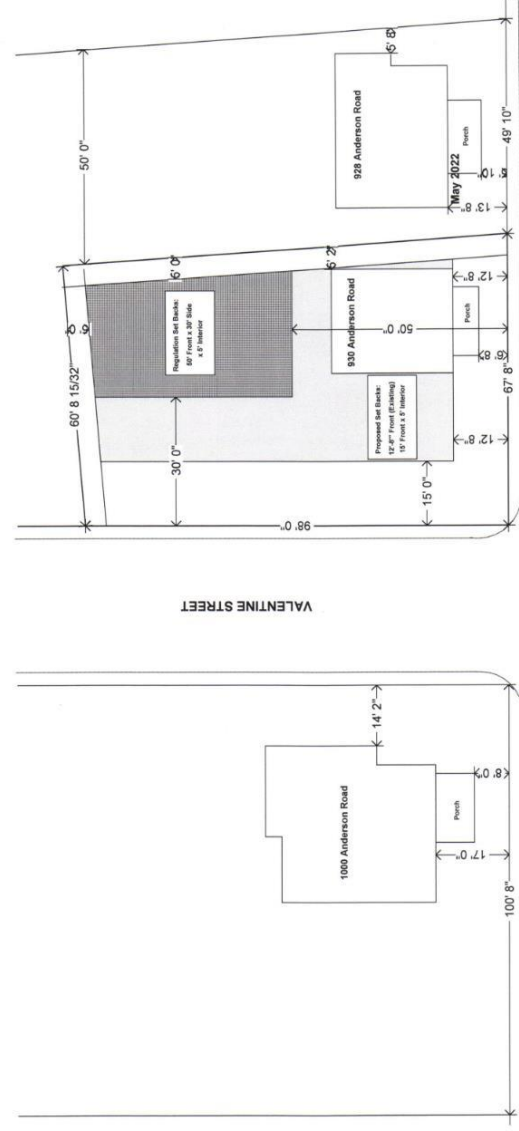 50' 0"
5' 8"
928 Anderson Road
Porch
May 2022
13' 8"
49' 10"
60' 8 15/32"
6' 0"
6' 0"
Regulation Set Backs:
50' Front x 30' Side
x 5' Interior
6' 2"
30' 0"
50' 0"
930 Anderson Road
12' 8"
Porch
6' 8"
Proposed Set Backs:
12'-8" Front (Existing)
15' Front x 5' Interior
12' 8"
15' 0"
98' 0"
67' 8"
VALENTINE STREET
14' 2"
1000 Anderson Road
Porch
8' 0"
17' 0"
100' 8"